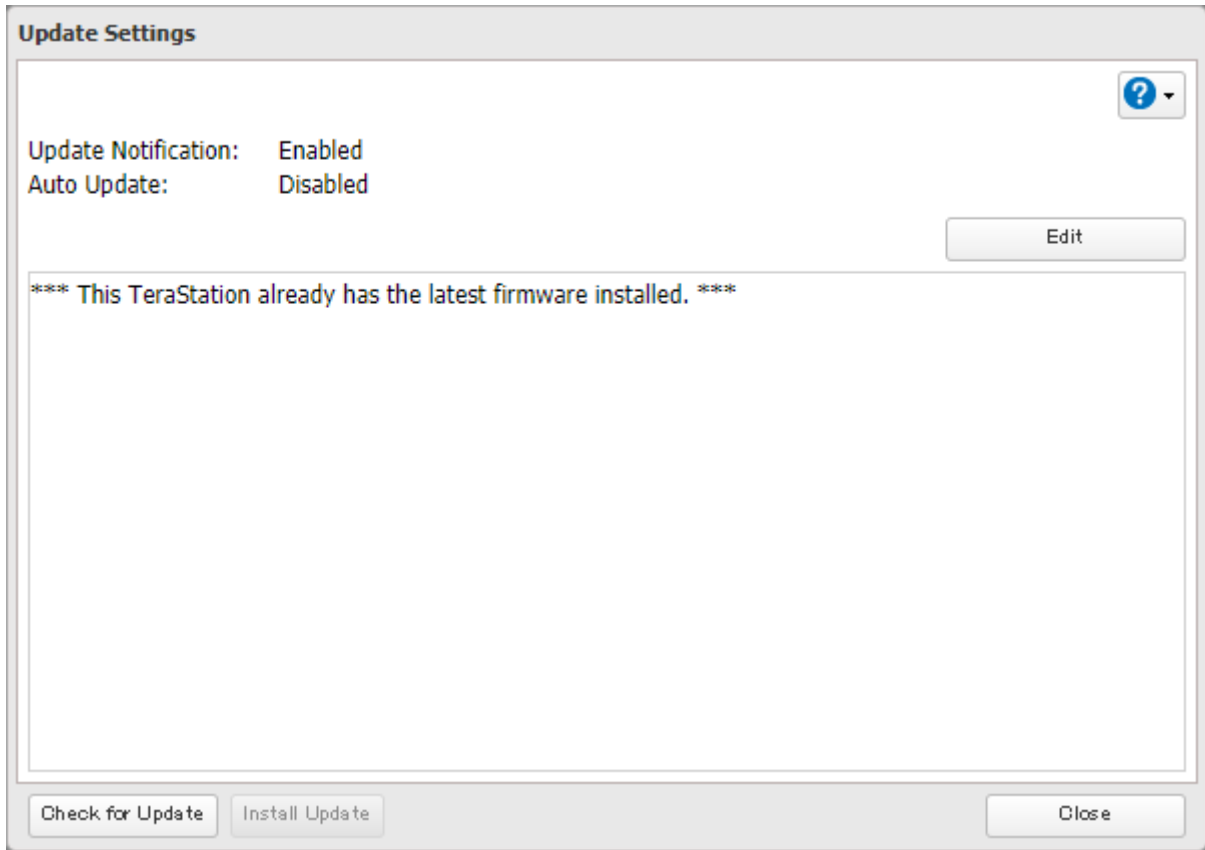 Update Settings
?
Update Notification: Enabled
Auto Update: Disabled
Edit
*** This TeraStation already has the latest firmware installed. ***
Check for Update Install Update Close